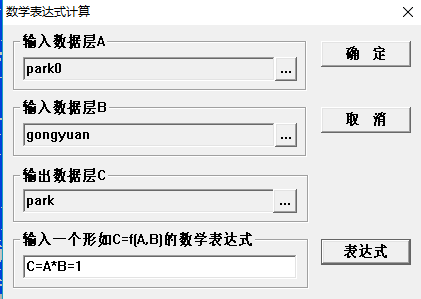 数学表达式计算
输入数据层A
park0
...
确 定
输入数据层B
gongyuan
...
取 消
输出数据层C
park
...
输入一个形如C=f(A,B)的数学表达式
C=A*B=1
表达式